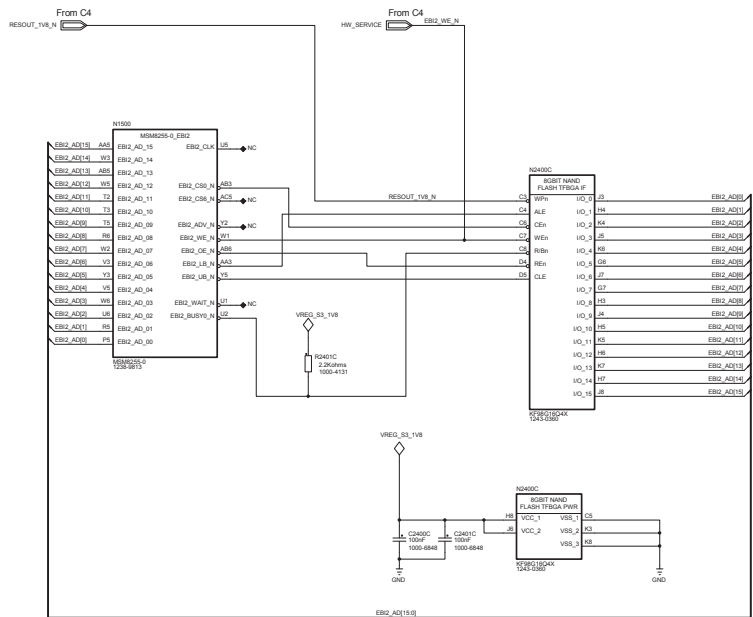 From C4
From C4
RESOUT_1V8_N
HW_SERVICE
EBI2_WE_N
N1500
MSM8255-0_EBI2
EBI2_AD[15] AA5 EBI2_AD_15
EBI2_AD[14] W3 EBI2_AD_14
EBI2_AD[13] AB5 EBI2_AD_13
EBI2_AD[12] W5 EBI2_AD_12
EBI2_AD[11] T2 EBI2_AD_11
EBI2_AD[10] T3 EBI2_AD_10
EBI2_AD[9] T5 EBI2_AD_09
EBI2_AD[8] R6 EBI2_AD_08
EBI2_AD[7] W2 EBI2_AD_07
EBI2_AD[6] V3 EBI2_AD_06
EBI2_AD[5] Y3 EBI2_AD_05
EBI2_AD[4] V5 EBI2_AD_04
EBI2_AD[3] W6 EBI2_AD_03
EBI2_AD[2] U6 EBI2_AD_02
EBI2_AD[1] R5 EBI2_AD_01
EBI2_AD[0] P5 EBI2_AD_00
EBI2_CLK U5 NC
EBI2_CS0_N AB3
EBI2_CS6_N AC5 NC
EBI2_ADV_N Y2 NC
EBI2_WE_N W1
EBI2_OE_N AB6
EBI2_LB_N AA3
EBI2_UB_N Y5
EBI2_WAIT_N U1 NC
EBI2_BUSY0_N U2
MSM8255-0
1238-9813
VREG_S3_1V8
R2401C
2.2Kohms
1000-4131
N2400C
8GBIT NAND
FLASH TFBGA IF
RESOUT_1V8_N C3 WPn
C4 ALE
C6 CEn
C7 WEn
C8 R/Bn
D4 REn
D5 CLE
I/O_0 J3 EBI2_AD[0]
I/O_1 H4 EBI2_AD[1]
I/O_2 K4 EBI2_AD[2]
I/O_3 J5 EBI2_AD[3]
I/O_4 K6 EBI2_AD[4]
I/O_5 G6 EBI2_AD[5]
I/O_6 J7 EBI2_AD[6]
I/O_7 G7 EBI2_AD[7]
I/O_8 H3 EBI2_AD[8]
I/O_9 J4 EBI2_AD[9]
I/O_10 H5 EBI2_AD[10]
I/O_11 K5 EBI2_AD[11]
I/O_12 H6 EBI2_AD[12]
I/O_13 K7 EBI2_AD[13]
I/O_14 H7 EBI2_AD[14]
I/O_15 J8 EBI2_AD[15]
KF98G16Q4X
1243-0360
VREG_S3_1V8
C2400C
100nF
1000-6848
C2401C
100nF
1000-6848
GND
N2400C
8GBIT NAND
FLASH TFBGA PWR
H8 VCC_1 VSS_1 C5
J6 VCC_2 VSS_2 K3
VSS_3 K8
KF98G16Q4X
1243-0360
GND
EBI2_AD[15:0]